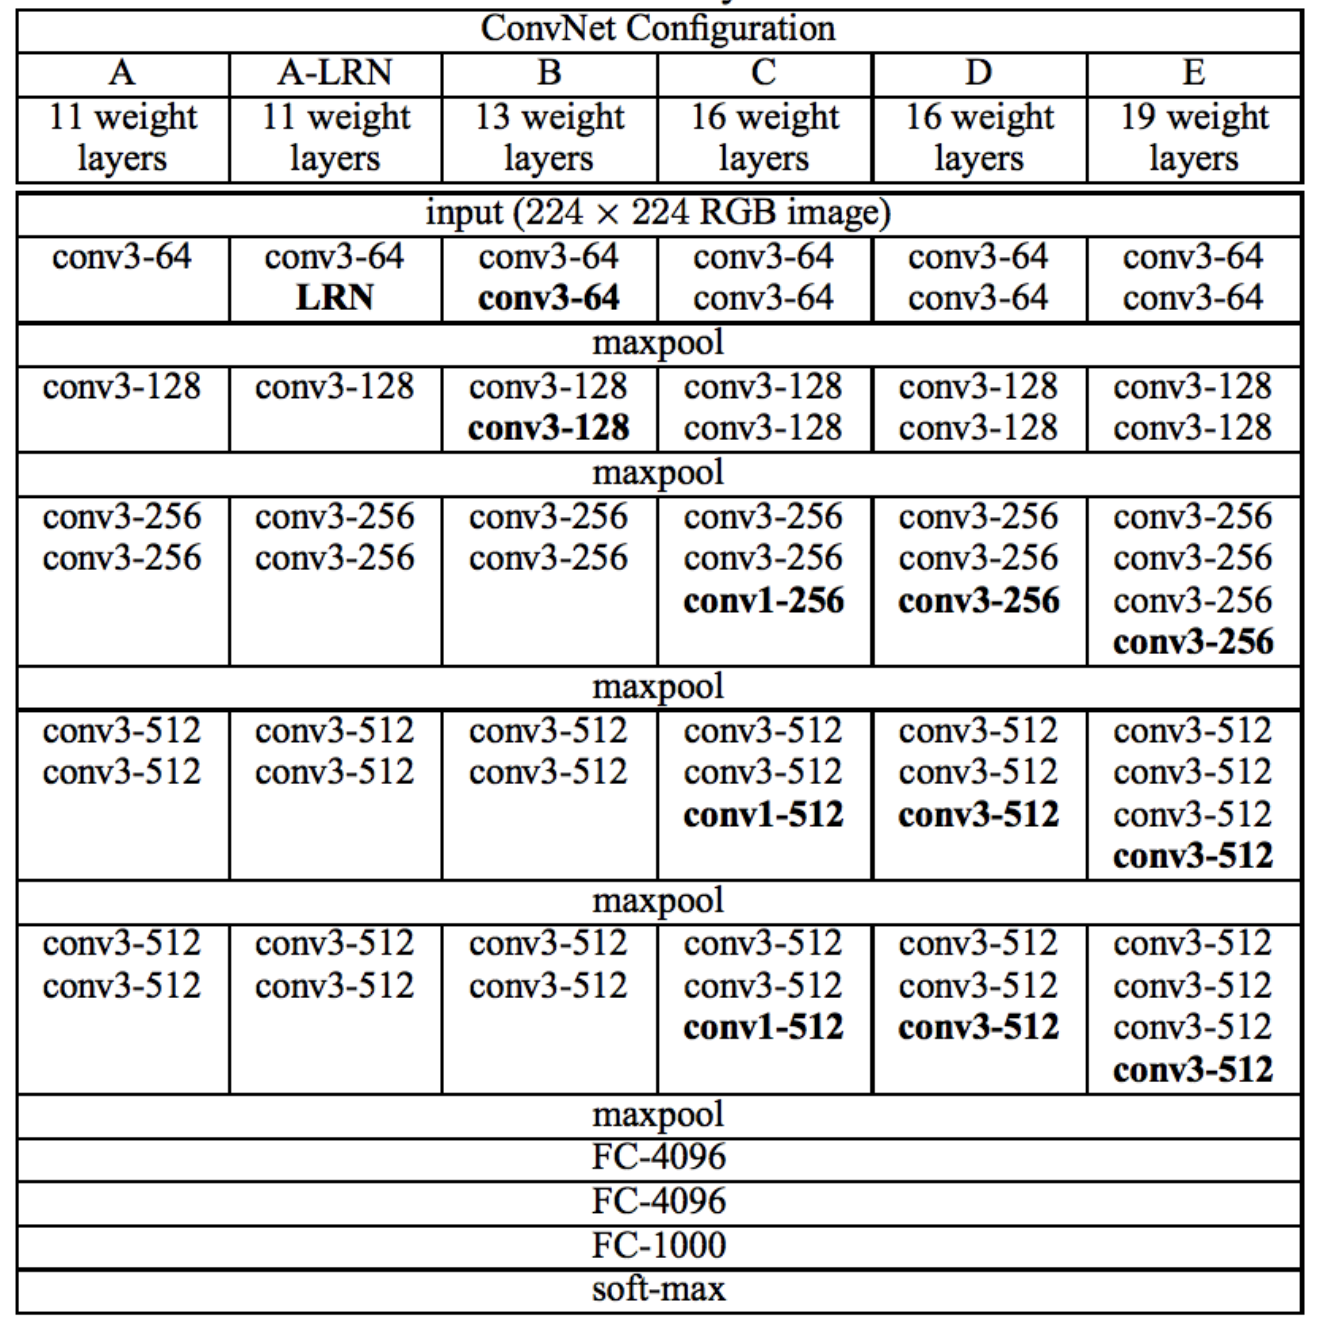 ConvNet Configuration
A A-LRN B C D E
11 weight 11 weight 13 weight 16 weight 16 weight 19 weight
layers layers layers layers layers layers
input (224 × 224 RGB image)
conv3-64 conv3-64 conv3-64 conv3-64 conv3-64 conv3-64
LRN conv3-64 conv3-64 conv3-64 conv3-64
maxpool
conv3-128 conv3-128 conv3-128 conv3-128 conv3-128 conv3-128
conv3-128 conv3-128 conv3-128 conv3-128
maxpool
conv3-256 conv3-256 conv3-256 conv3-256 conv3-256 conv3-256
conv3-256 conv3-256 conv3-256 conv3-256 conv3-256 conv3-256
conv1-256 conv3-256 conv3-256
conv3-256
maxpool
conv3-512 conv3-512 conv3-512 conv3-512 conv3-512 conv3-512
conv3-512 conv3-512 conv3-512 conv3-512 conv3-512 conv3-512
conv1-512 conv3-512 conv3-512
conv3-512
maxpool
conv3-512 conv3-512 conv3-512 conv3-512 conv3-512 conv3-512
conv3-512 conv3-512 conv3-512 conv3-512 conv3-512 conv3-512
conv1-512 conv3-512 conv3-512
conv3-512
maxpool
FC-4096
FC-4096
FC-1000
soft-max